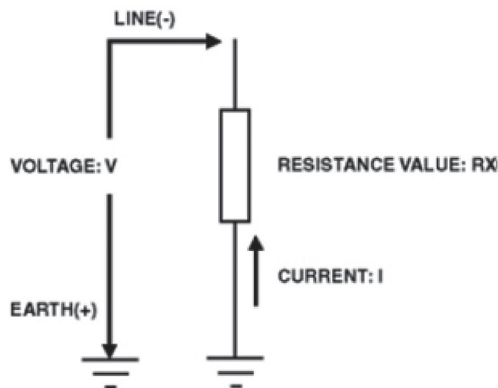 LINE(-)
VOLTAGE: V
RESISTANCE VALUE: RX
CURRENT: I
EARTH(+)